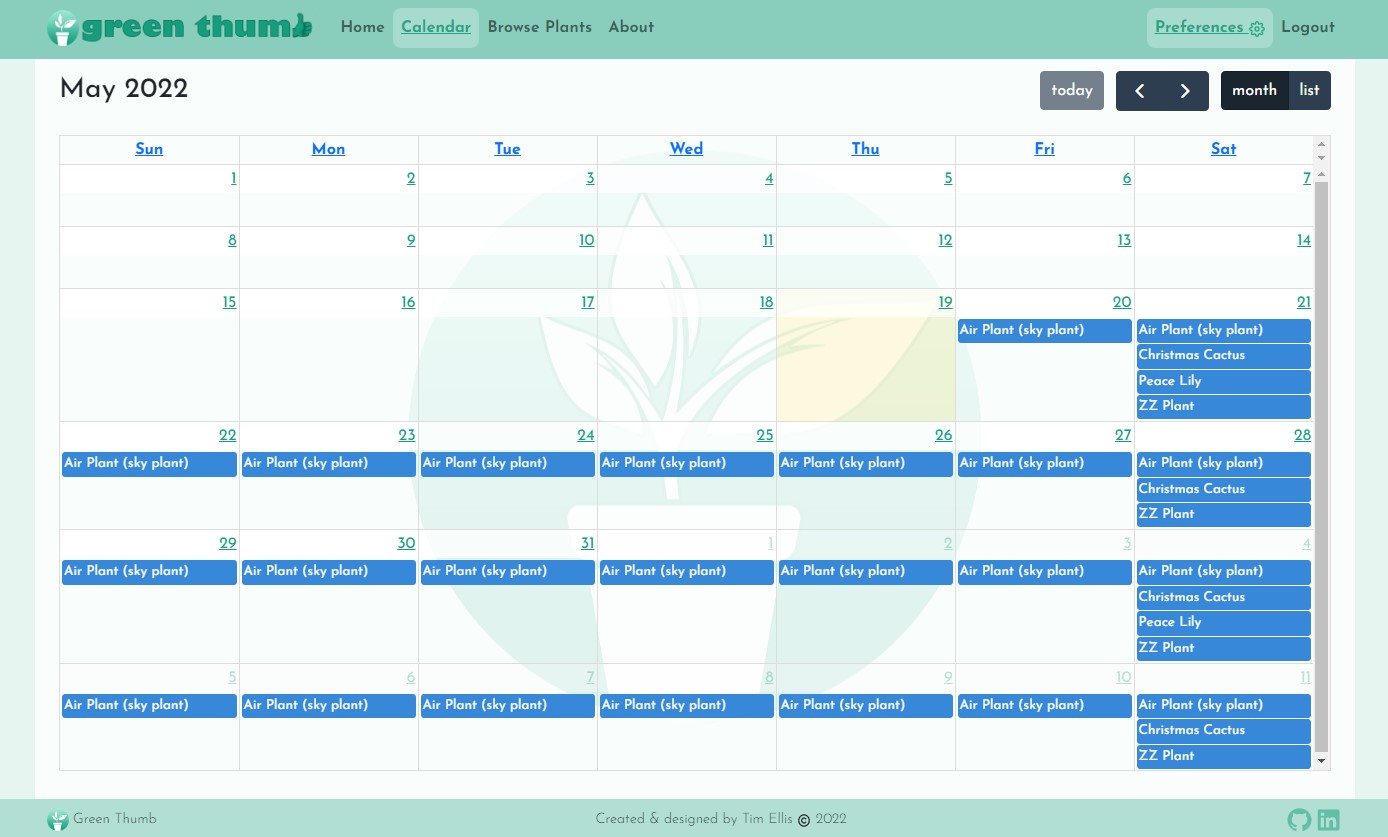 green thumb Home Calendar Browse Plants About Preferences Logout
May 2022 today month list
Sun Mon Tue Wed Thu Fri Sat
1 2 3 4 5 6 7
8 9 10 11 12 13 14
15 16 17 18 19 20 21
Air Plant (sky plant) Air Plant (sky plant)
Christmas Cactus
Peace Lily
ZZ Plant
22 23 24 25 26 27 28
Air Plant (sky plant) Air Plant (sky plant) Air Plant (sky plant) Air Plant (sky plant) Air Plant (sky plant) Air Plant (sky plant) Air Plant (sky plant)
Christmas Cactus
ZZ Plant
29 30 31 1 2 3 4
Air Plant (sky plant) Air Plant (sky plant) Air Plant (sky plant) Air Plant (sky plant) Air Plant (sky plant) Air Plant (sky plant) Air Plant (sky plant)
Christmas Cactus
Peace Lily
ZZ Plant
5 6 7 8 9 10 11
Air Plant (sky plant) Air Plant (sky plant) Air Plant (sky plant) Air Plant (sky plant) Air Plant (sky plant) Air Plant (sky plant) Air Plant (sky plant)
Christmas Cactus
ZZ Plant
Green Thumb Created & designed by Tim Ellis © 2022 in